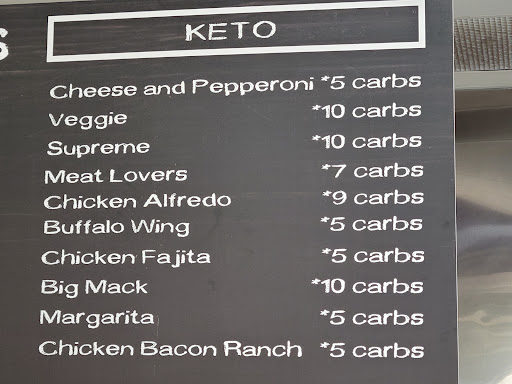 S
KETO
Cheese and Pepperoni *5 carbs
Veggie *10 carbs
Supreme *10 carbs
Meat Lovers *7 carbs
Chicken Alfredo *9 carbs
Buffalo Wing *5 carbs
Chicken Fajita *5 carbs
Big Mack *10 carbs
Margarita *5 carbs
Chicken Bacon Ranch *5 carbs